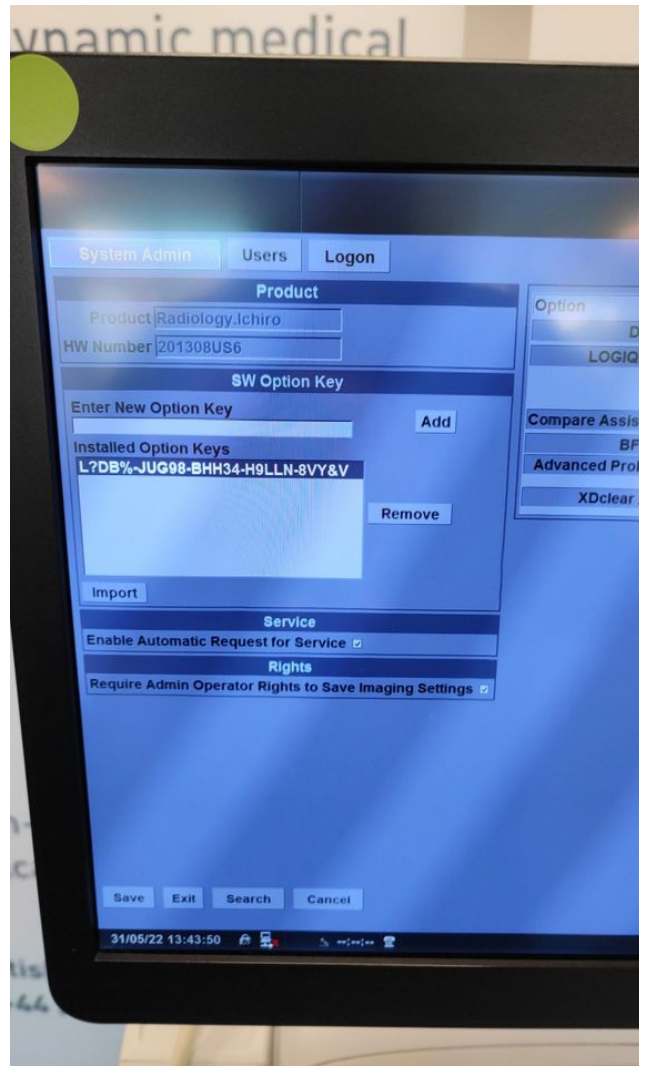 ynamic medical
System Admin Users Logon
Product
Product Radiology.Ichiro
HW Number 201308US6
SW Option Key
Enter New Option Key
Add
Installed Option Keys
L?DB%-JUG98-BHH34-H9LLN-8VY&V
Remove
Import
Service
Enable Automatic Request for Service
Rights
Require Admin Operator Rights to Save Imaging Settings
Option
D
LOGIQ
Compare Assis
BF
Advanced Pro
XDclear
Save Exit Search Cancel
31/05/22 13:43:50 --:--:--